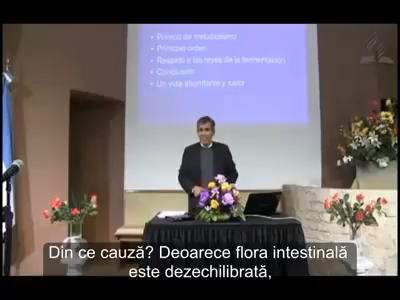 Principio de metabolismo
Principio orden
Respeto a las leyes de la fermentación
Conclusión
Un vida abundante y sana
Din ce cauză? Deoarece flora intestinală
este dezechilibrată,